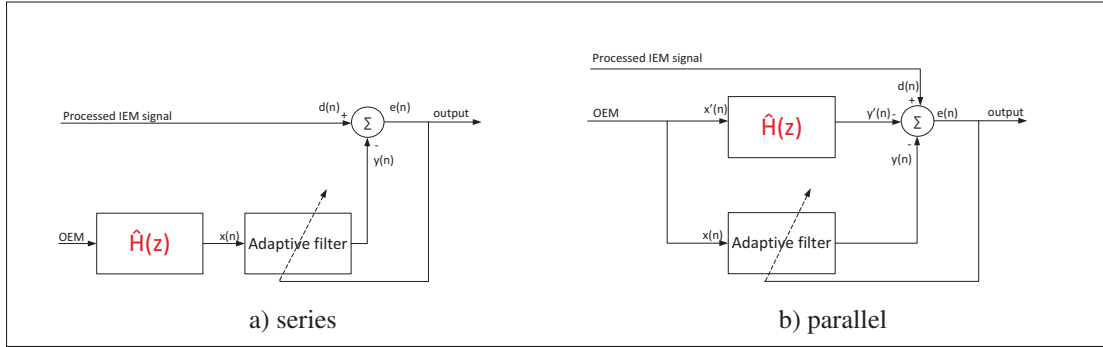 Processed IEM signal
d(n)
+
Σ
e(n)
output
-
y(n)
OEM
Ĥ(z)
x(n)
Adaptive filter
a) series
Processed IEM signal
d(n)
+
OEM
x'(n)
Ĥ(z)
y'(n)
-
Σ
e(n)
output
-
y(n)
x(n)
Adaptive filter
b) parallel